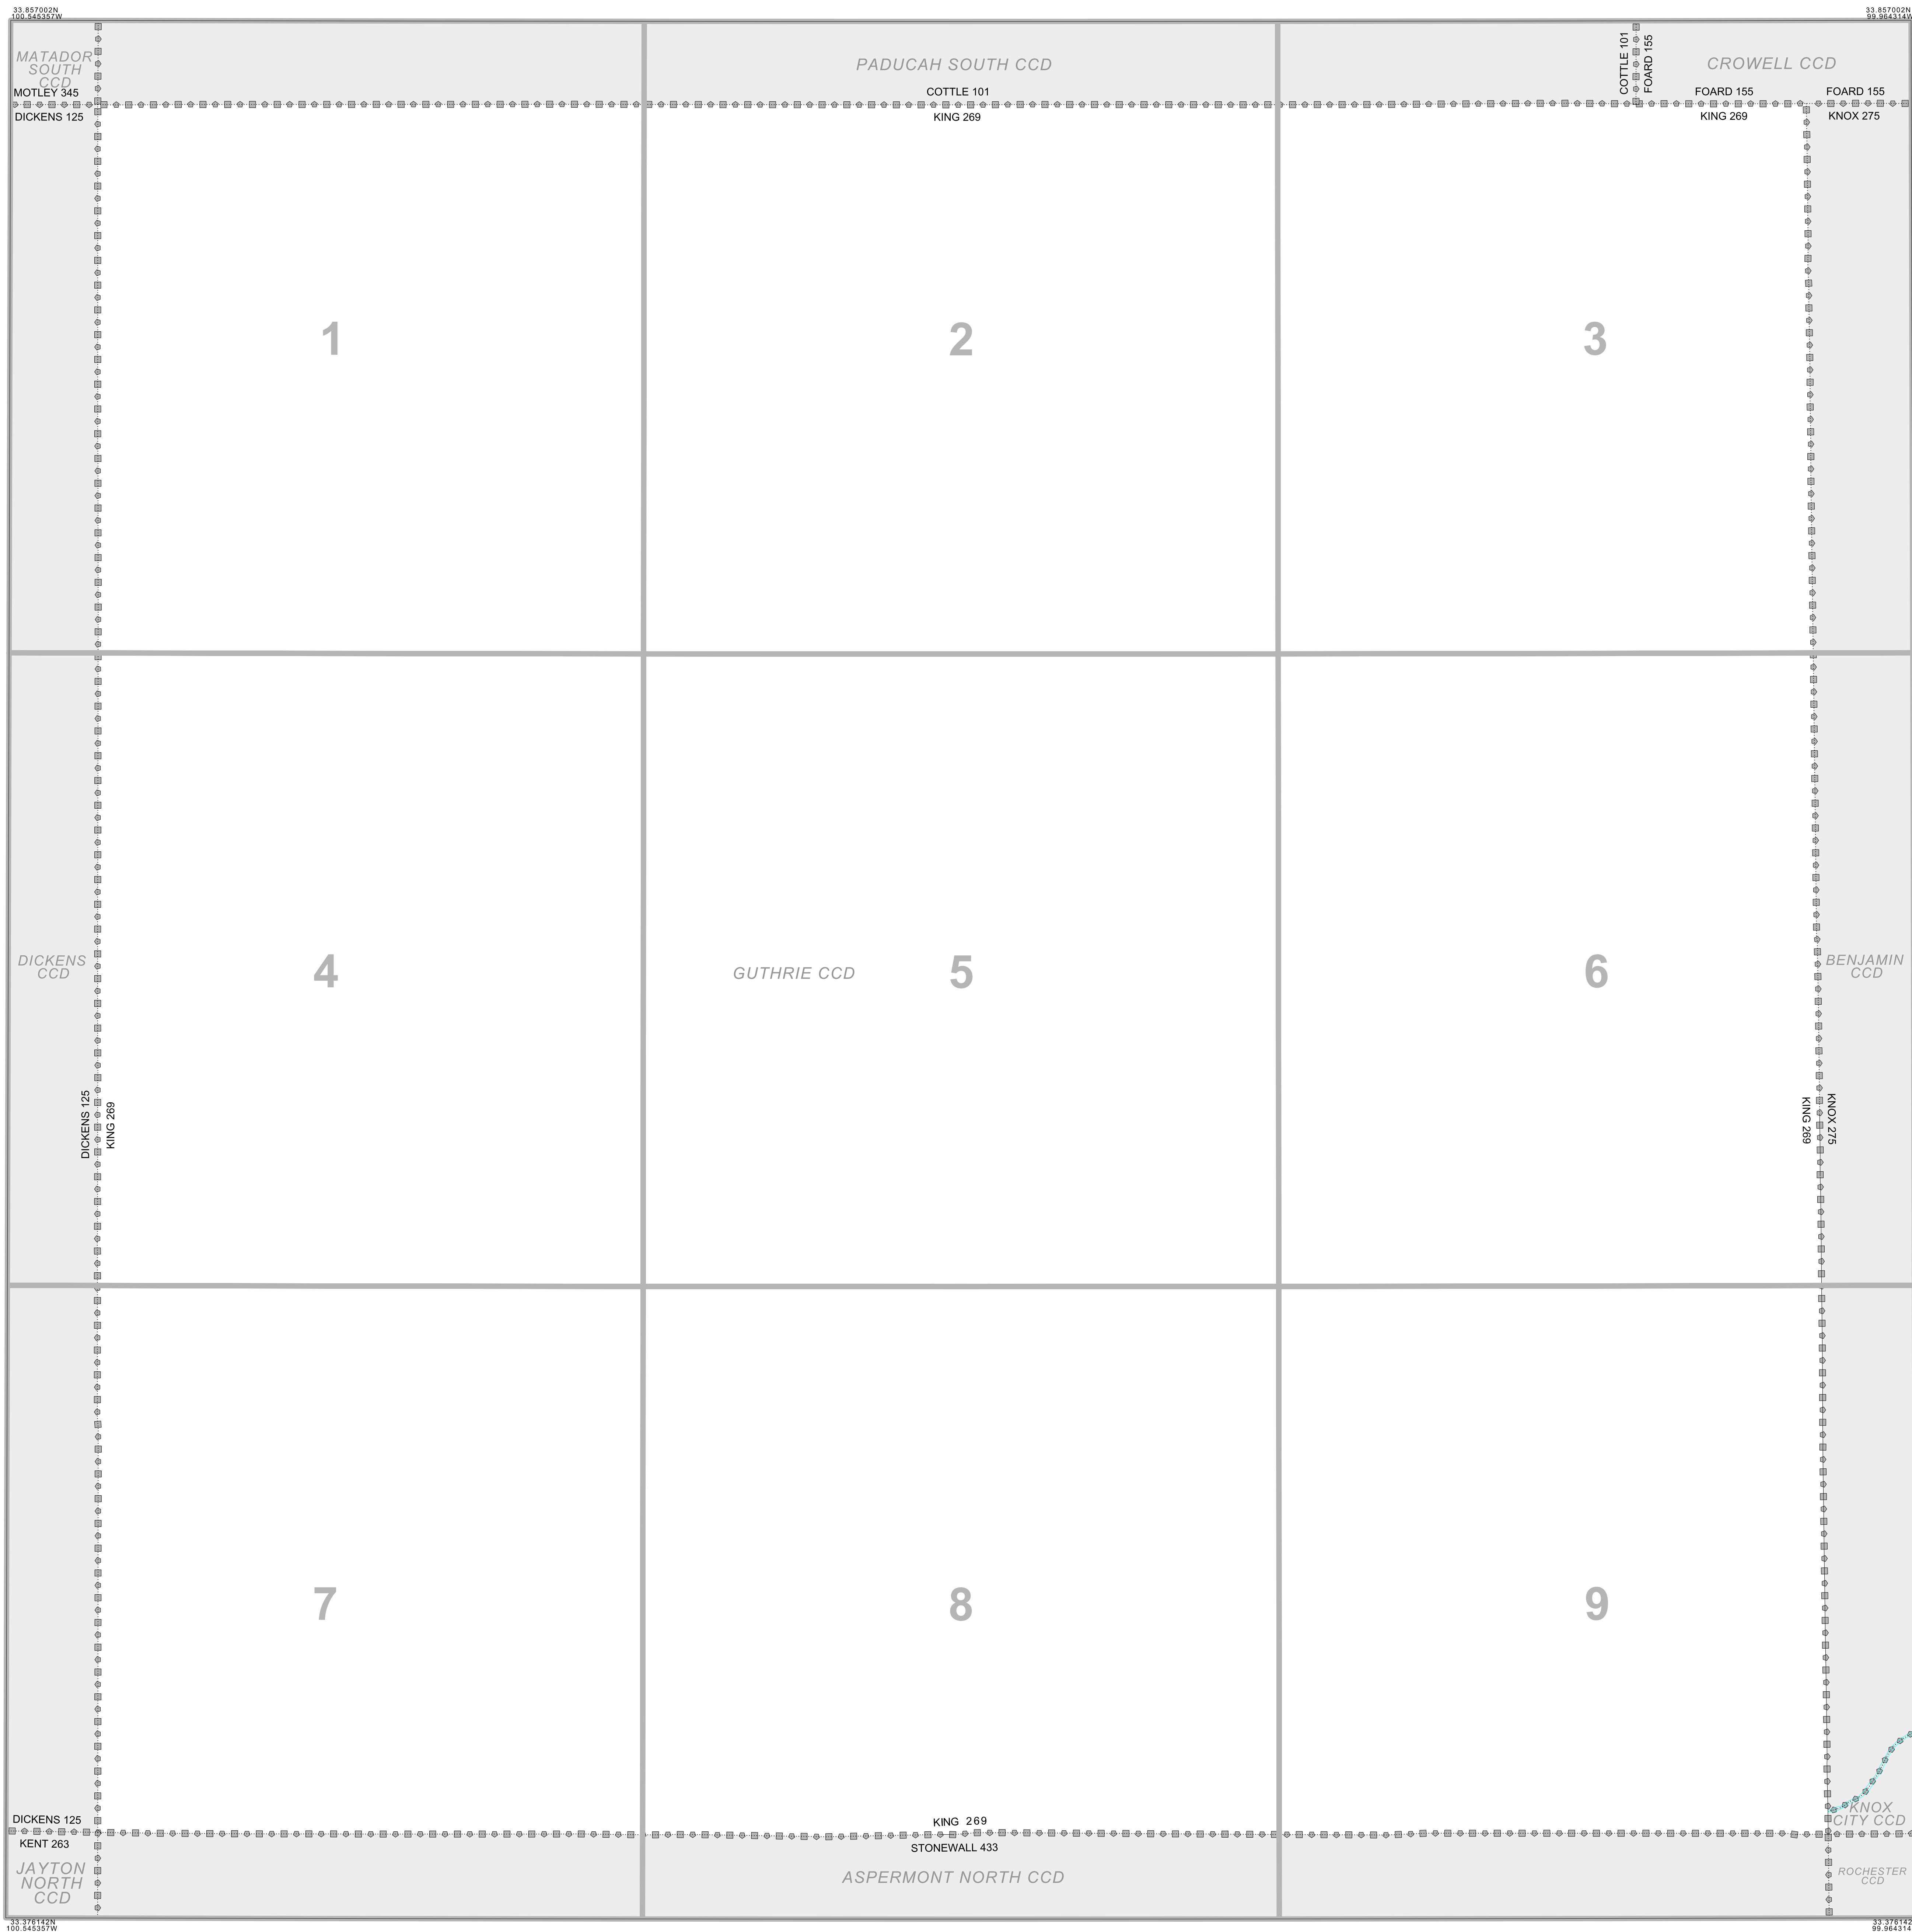 33.857002N
100.545357W
33.857002N
99.964314W
MATADOR
SOUTH
CCD
PADUCAH SOUTH CCD
COTTLE 101
FOARD 155
CROWELL CCD
MOTLEY 345
COTTLE 101
FOARD 155
FOARD 155
DICKENS 125
KING 269
KING 269
KNOX 275
1
2
3
DICKENS
CCD
4
GUTHRIE CCD
5
6
BENJAMIN
CCD
DICKENS 125
KING 269
KING 269
KNOX 275
7
8
9
DICKENS 125
KING 269
KNOX
CITY CCD
KENT 263
STONEWALL 433
JAYTON
NORTH
CCD
ASPERMONT NORTH CCD
ROCHESTER
CCD
33.376142N
100.545357W
33.376142
99.964314